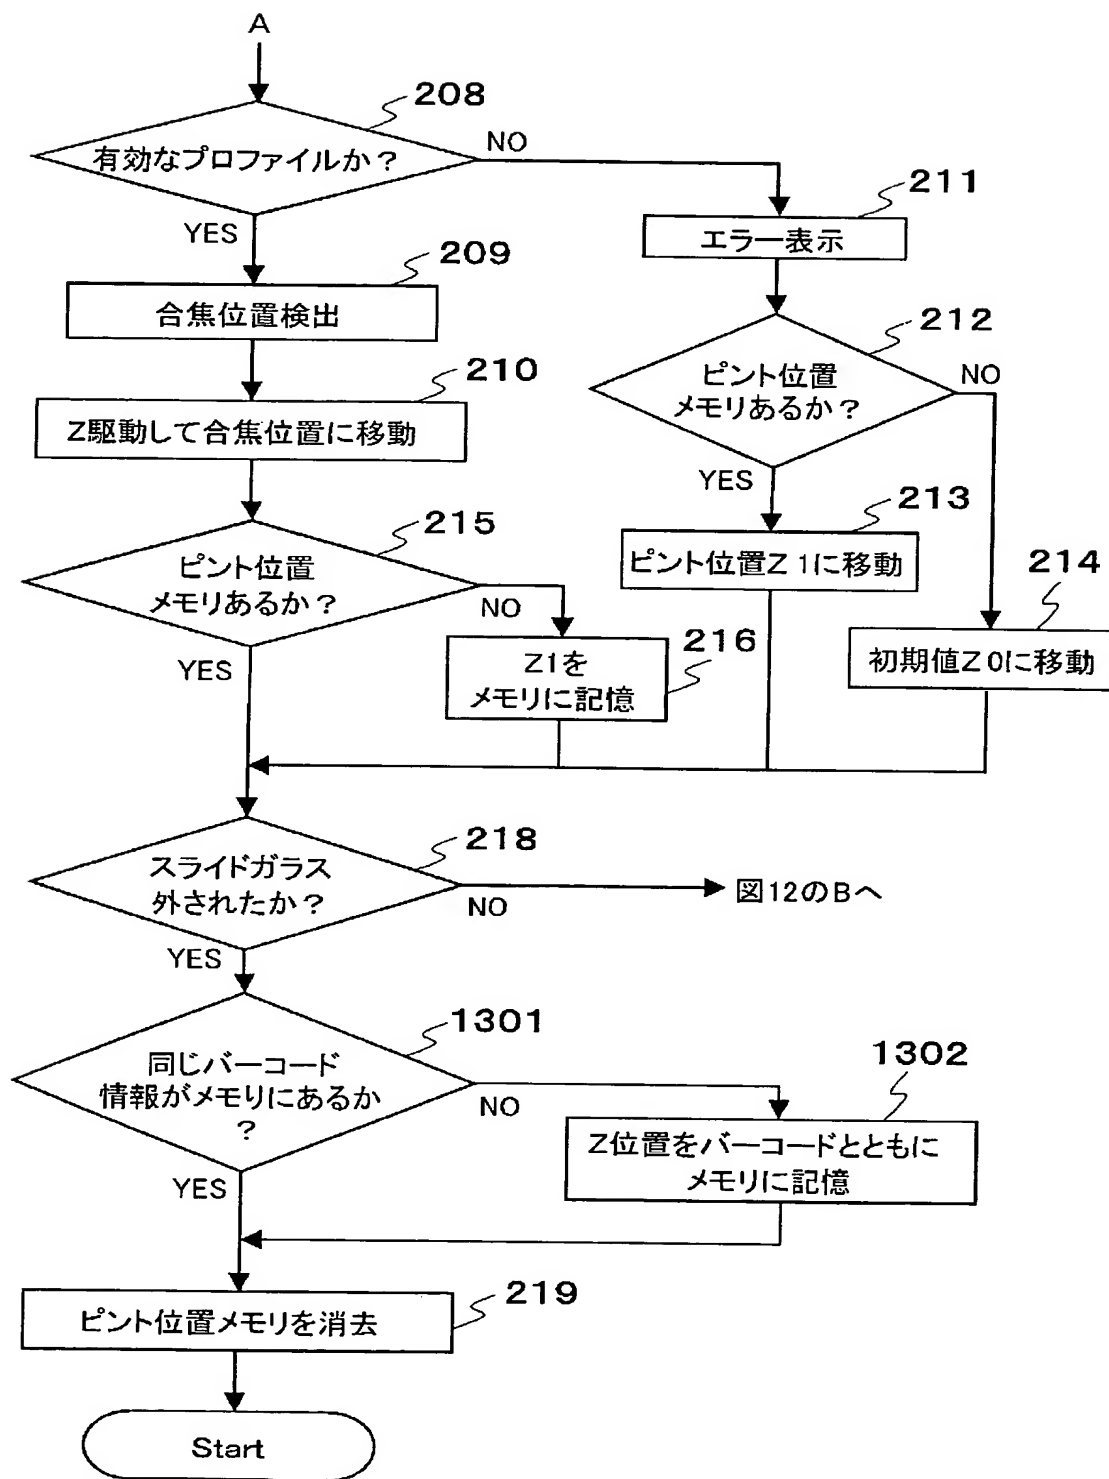 A
208
有効なプロファイルか？
NO
YES
211
エラー表示
209
合焦位置検出
212
ピント位置
メモリあるか？
NO
YES
210
Z駆動して合焦位置に移動
213
ピント位置Z1に移動
215
ピント位置
メモリあるか？
NO
YES
214
初期値Z0に移動
216
Z1を
メモリに記憶
218
スライドガラス
外されたか？
NO
図12のBへ
YES
1301
同じバーコード
情報がメモリにあるか
？
NO
YES
1302
Z位置をバーコードとともに
メモリに記憶
219
ピント位置メモリを消去
Start